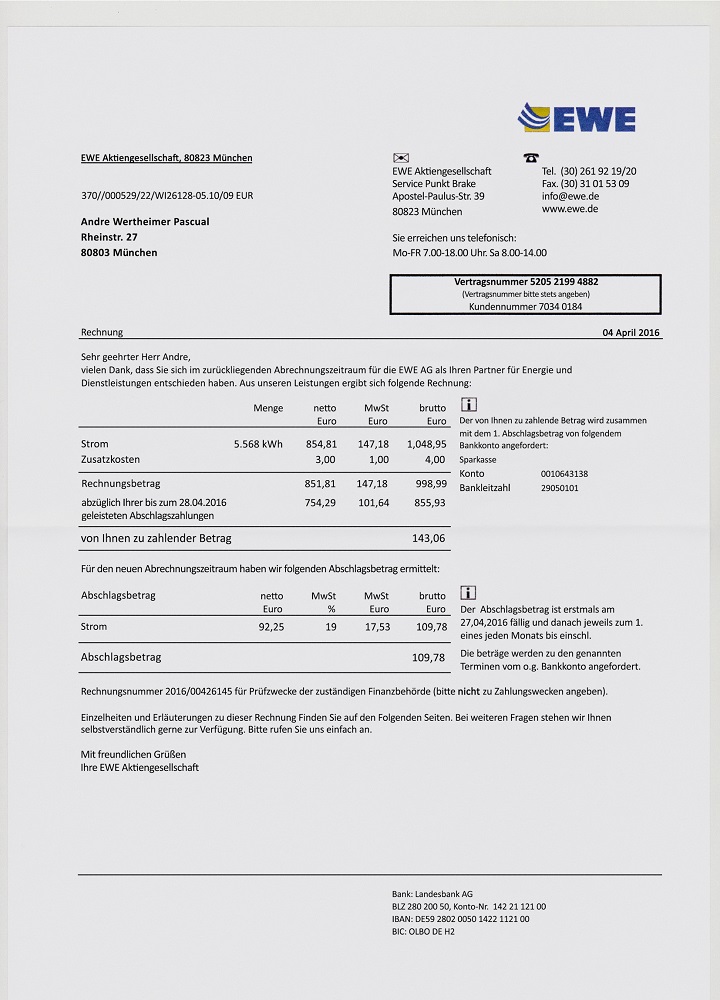 EWE
EWE Aktiengesellschaft, 80823 München
370//000529/22/WI26128-05.10/09 EUR
Andre Wertheimer Pascual
Rheinstr. 27
80803 München
EWE Aktiengesellschaft
Service Punkt Brake
Apostel-Paulus-Str. 39
80823 München
Tel. (30) 261 92 19/20
Fax. (30) 31 01 53 09
info@ewe.de
www.ewe.de
Sie erreichen uns telefonisch:
Mo-FR 7.00-18.00 Uhr. Sa 8.00-14.00
Vertragsnummer 5205 2199 4882
(Vertragsnummer bitte stets angeben)
Kundennummer 7034 0184
Rechnung 04 April 2016
Sehr geehrter Herr Andre,
vielen Dank, dass Sie sich im zurückliegenden Abrechnungszeitraum für die EWE AG als Ihren Partner für Energie und
Dienstleistungen entschieden haben. Aus unseren Leistungen ergibt sich folgende Rechnung:
Menge netto MwSt brutto
Euro Euro Euro
Strom 5.568 kWh 854,81 147,18 1,048,95
Zusatzkosten 3,00 1,00 4,00
Rechnungsbetrag 851,81 147,18 998,99
abzüglich Ihrer bis zum 28.04.2016 754,29 101,64 855,93
geleisteten Abschlagszahlungen
von Ihnen zu zahlender Betrag 143,06
i
Der von Ihnen zu zahlende Betrag wird zusammen
mit dem 1. Abschlagsbetrag von folgendem
Bankkonto angefordert:
Sparkasse
Konto 0010643138
Bankleitzahl 29050101
Für den neuen Abrechnungszeitraum haben wir folgenden Abschlagsbetrag ermittelt:
Abschlagsbetrag netto MwSt MwSt brutto
Euro % Euro Euro
Strom 92,25 19 17,53 109,78
Abschlagsbetrag 109,78
i
Der Abschlagsbetrag ist erstmals am
27,04,2016 fällig und danach jeweils zum 1.
eines jeden Monats bis einschl.
Die beträge werden zu den genannten
Terminen vom o.g. Bankkonto angefordert.
Rechnungsnummer 2016/00426145 für Prüfzwecke der zuständigen Finanzbehörde (bitte nicht zu Zahlungswecken angeben).
Einzelheiten und Erläuterungen zu dieser Rechnung Finden Sie auf den Folgenden Seiten. Bei weiteren Fragen stehen wir Ihnen
selbstverständlich gerne zur Verfügung. Bitte rufen Sie uns einfach an.
Mit freundlichen Grüßen
Ihre EWE Aktiengesellschaft
Bank: Landesbank AG
BLZ 280 200 50, Konto-Nr. 142 21 121 00
IBAN: DE59 2802 0050 1422 1121 00
BIC: OLBO DE H2